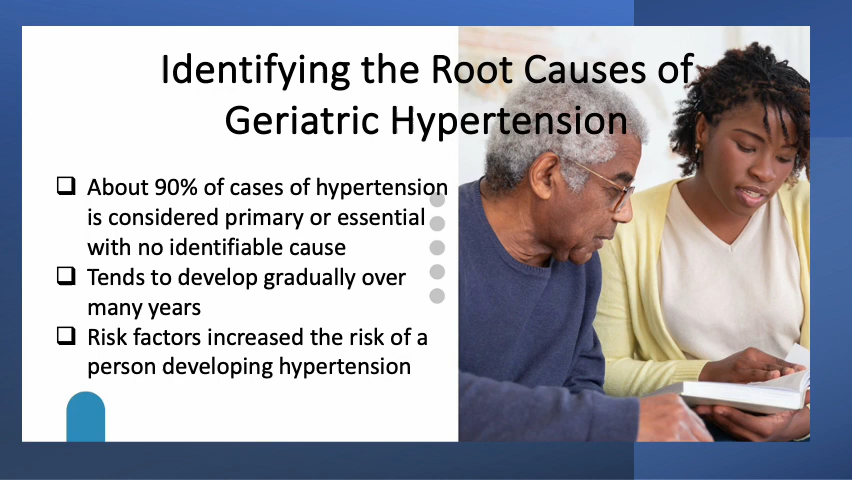 Identifying the Root Causes of
Geriatric Hypertension
❑ About 90% of cases of hypertension
is considered primary or essential
with no identifiable cause
❑ Tends to develop gradually over
many years
❑ Risk factors increased the risk of a
person developing hypertension